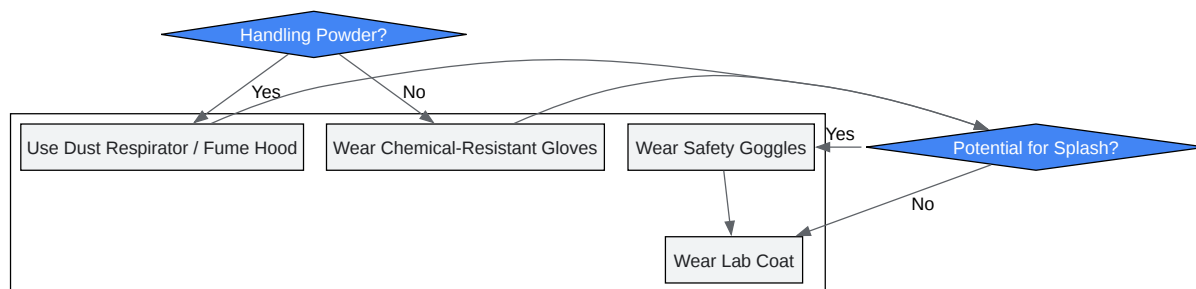 Handling Powder?
Yes
No
Use Dust Respirator / Fume Hood
Wear Chemical-Resistant Gloves
Wear Safety Goggles
Yes
Potential for Splash?
No
Wear Lab Coat